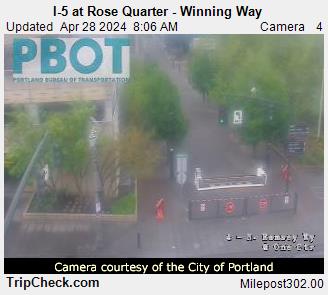 I-5 at Rose Quarter - Winning Way
Updated Apr 28 2024 8:06 AM Camera 4
PBOT
PORTLAND BUREAU OF TRANSPORTATION
Camera courtesy of the City of Portland
TripCheck.com Milepost302.00